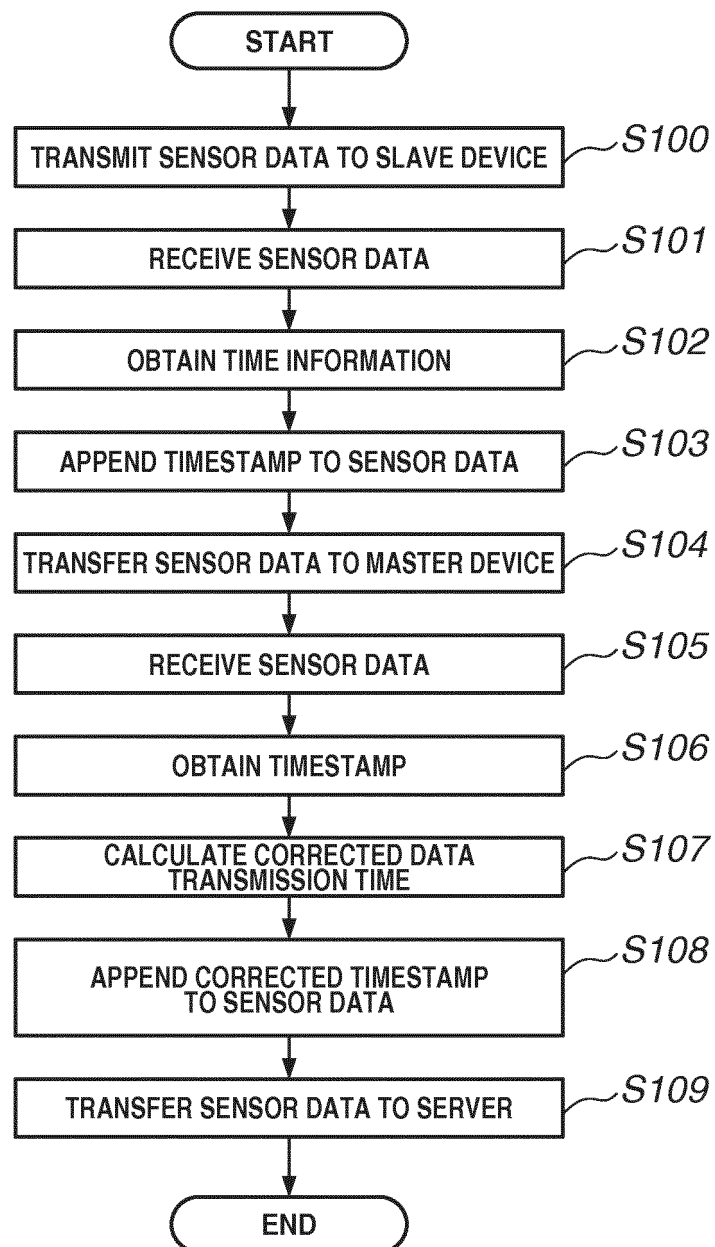 START
TRANSMIT SENSOR DATA TO SLAVE DEVICE
S100
RECEIVE SENSOR DATA
S101
OBTAIN TIME INFORMATION
S102
APPEND TIMESTAMP TO SENSOR DATA
S103
TRANSFER SENSOR DATA TO MASTER DEVICE
S104
RECEIVE SENSOR DATA
S105
OBTAIN TIMESTAMP
S106
CALCULATE CORRECTED DATA
TRANSMISSION TIME
S107
APPEND CORRECTED TIMESTAMP
TO SENSOR DATA
S108
TRANSFER SENSOR DATA TO SERVER
S109
END